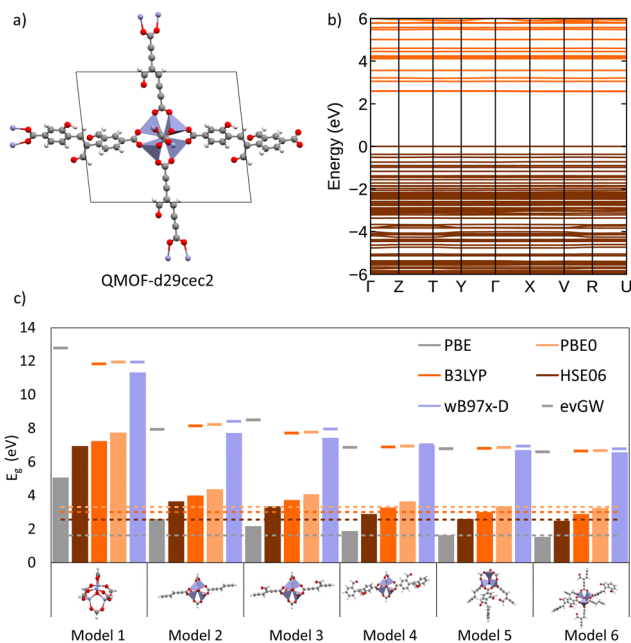 a)
QMOF-d29cec2
b)
Energy (eV)
6
4
2
0
−2
−4
−6
Γ Z T Y Γ X V R U
c)
E_g (eV)
14
12
10
8
6
4
2
0
PBE PBE0
B3LYP HSE06
wB97x-D evGW
Model 1 Model 2 Model 3 Model 4 Model 5 Model 6